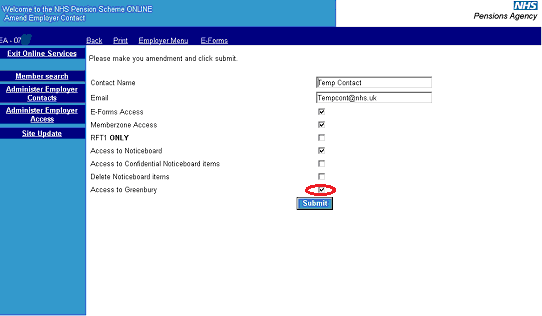 Welcome to the NHS Pension Scheme ONLINE
Amend Employer Contact
NHS
Pensions Agency
EA - 07
Back Print Employer Menu E-Forms
Exit Online Services
Member search
Administer Employer
Contacts
Administer Employer
Access
Site Update
Please make you amendment and click submit.
Contact Name Temp Contact
Email Tempcont@nhs.uk
E-Forms Access
Memberzone Access
RFT1 ONLY
Access to Noticeboard
Access to Confidential Noticeboard items
Delete Noticeboard items
Access to Greenbury
Submit